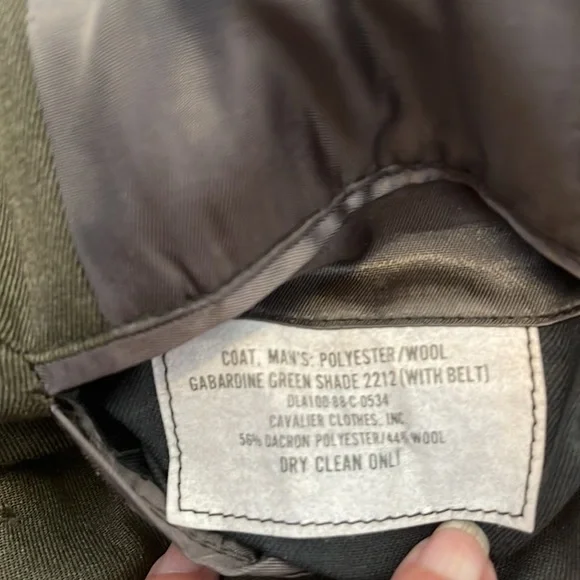 COAT, MAN'S: POLYESTER/WOOL
GABARDINE GREEN SHADE 2212 (WITH BELT)
DLA100-88-C-0534
CAVALIER CLOTHES, INC.
56% DACRON POLYESTER/44% WOOL
DRY CLEAN ONLY